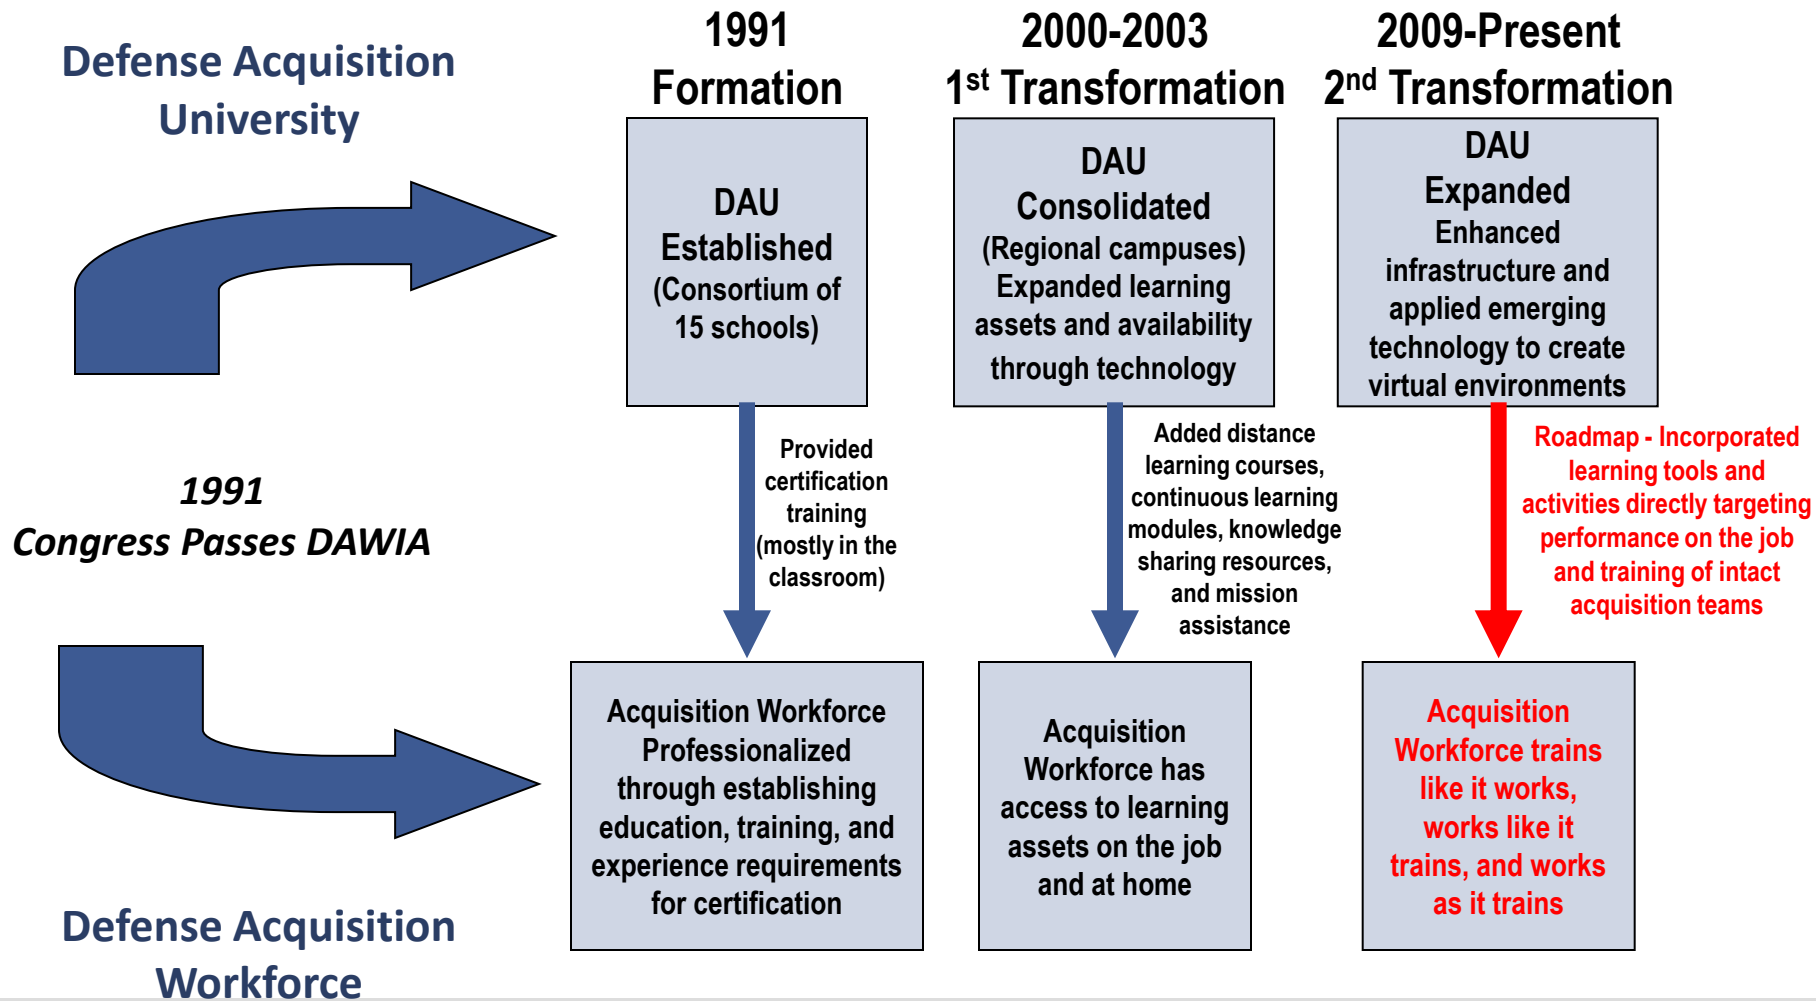 Defense Acquisition
University
1991
Formation
2000-2003
1st Transformation
2009-Present
2nd Transformation
DAU
Established
(Consortium of
15 schools)
DAU
Consolidated
(Regional campuses)
Expanded learning
assets and availability
through technology
DAU
Expanded
Enhanced
infrastructure and
applied emerging
technology to create
virtual environments
1991
Congress Passes DAWIA
Provided
certification
training
(mostly in the
classroom)
Added distance
learning courses,
continuous learning
modules, knowledge
sharing resources,
and mission
assistance
Roadmap - Incorporated
learning tools and
activities directly targeting
performance on the job
and training of intact
acquisition teams
Defense Acquisition
Workforce
Acquisition Workforce
Professionalized
through establishing
education, training, and
experience requirements
for certification
Acquisition
Workforce has
access to learning
assets on the job
and at home
Acquisition
Workforce trains
like it works,
works like it
trains, and works
as it trains